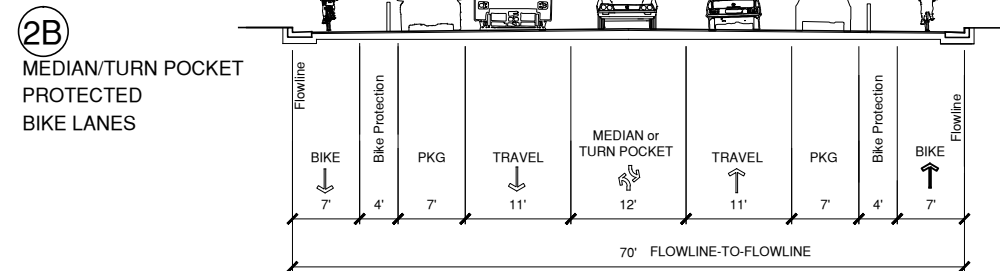 2B
MEDIAN/TURN POCKET
PROTECTED
BIKE LANES
Flowline
Bike Protection
Bike Protection
Flowline
MEDIAN or
TURN POCKET
BIKE PKG TRAVEL TRAVEL PKG BIKE
7' 4' 7' 11' 12' 11' 7' 4' 7'
70' FLOWLINE-TO-FLOWLINE